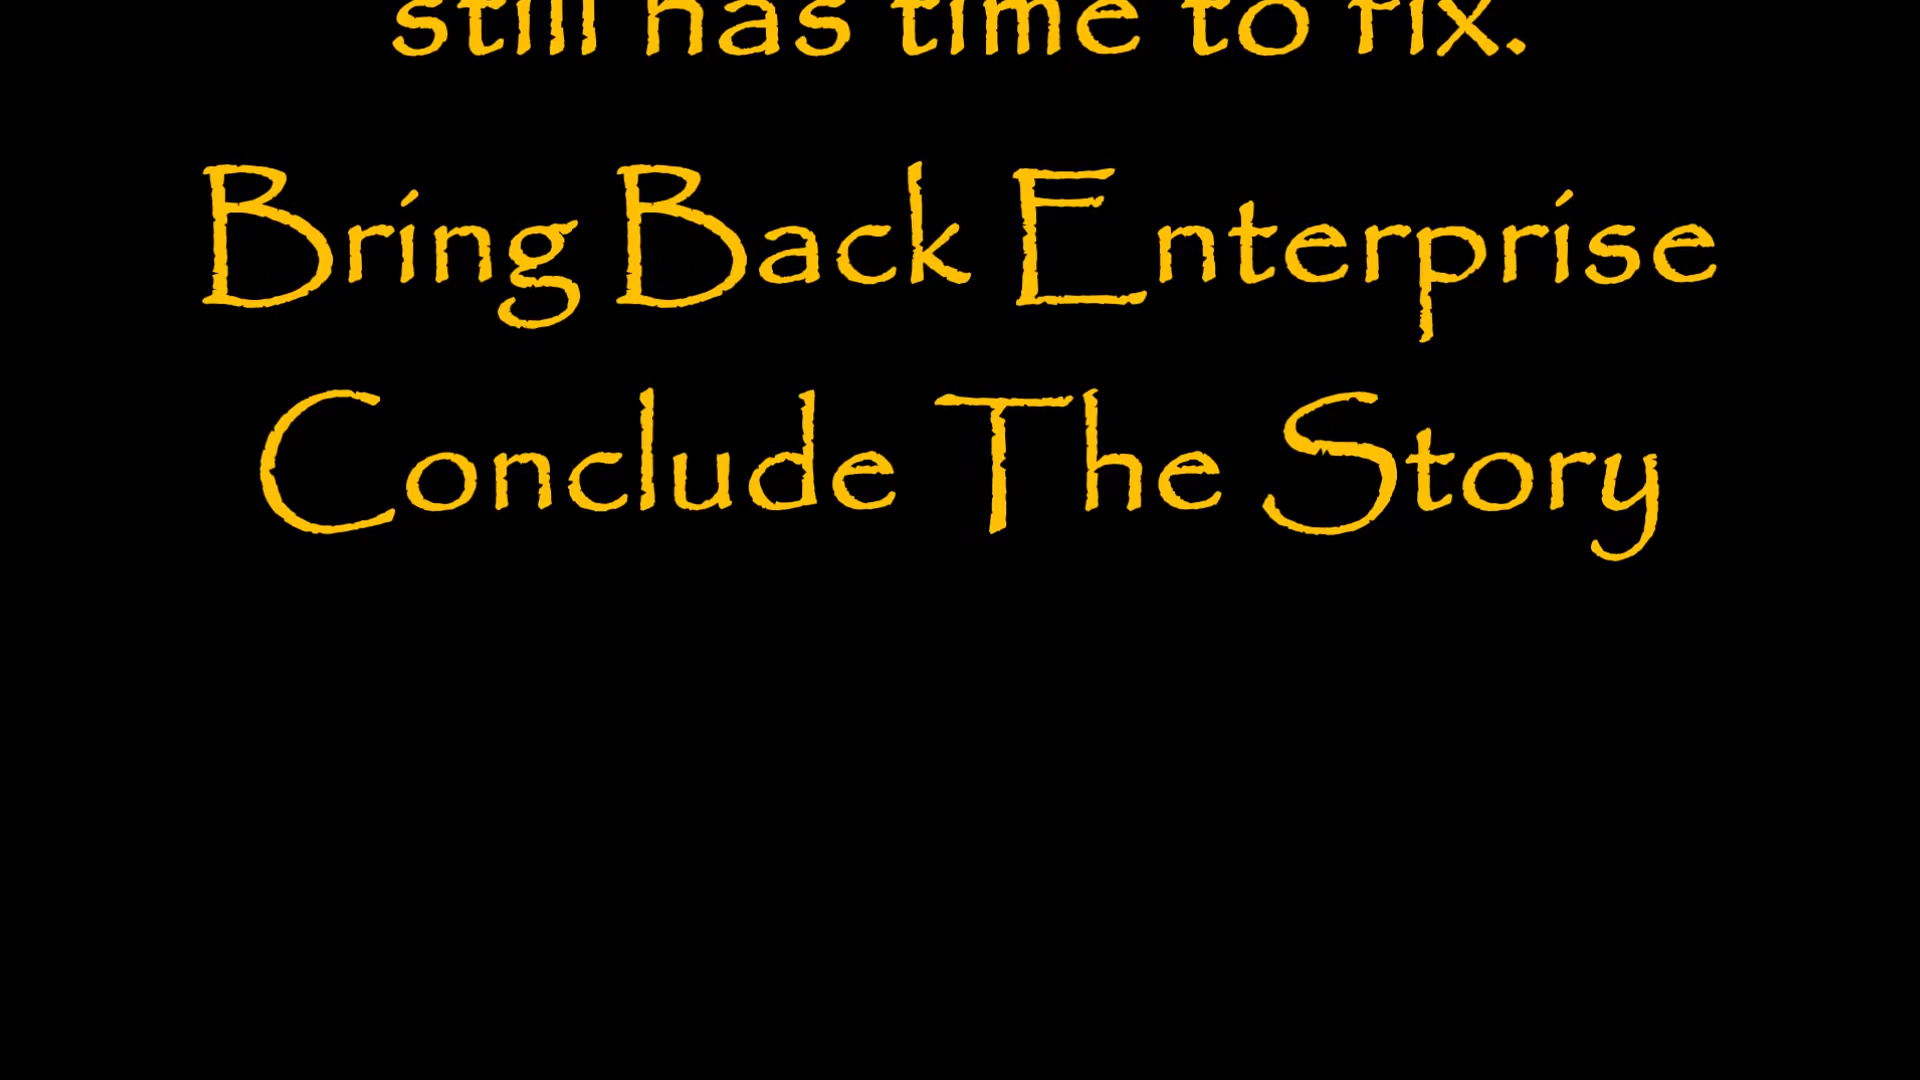 still has time to fix.
Bring Back Enterprise
Conclude The Story